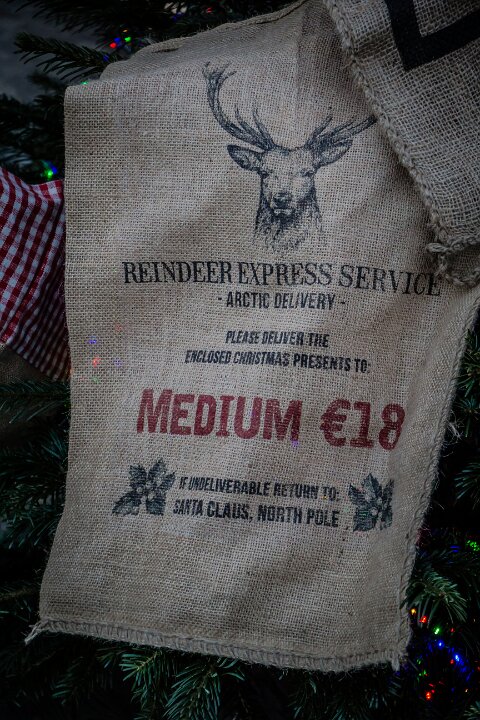 REINDEER EXPRESS SERVICE
- ARCTIC DELIVERY -
PLEASE DELIVER THE
ENCLOSED CHRISTMAS PRESENTS TO:
MEDIUM €18
IF UNDELIVERABLE RETURN TO:
SANTA CLAUS, NORTH POLE